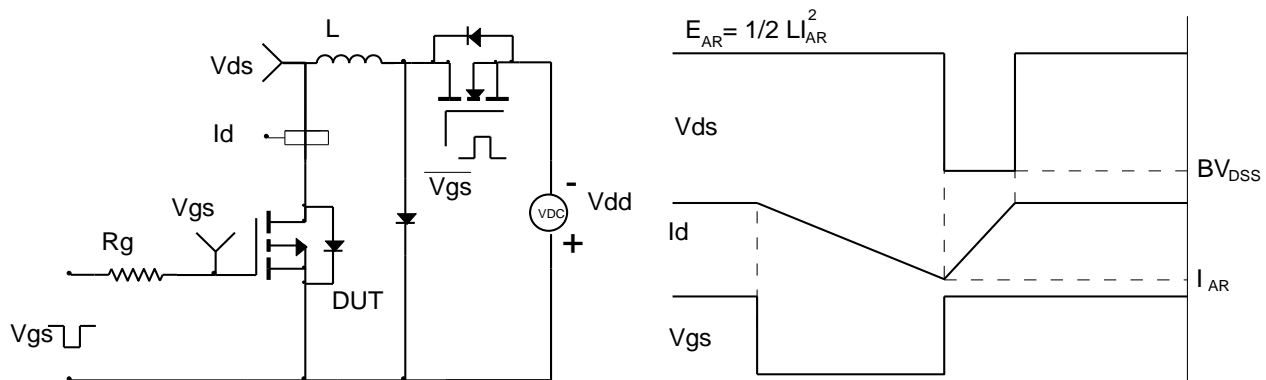 L
Vds
Id
Vgs
Vgs
Rg
DUT
Vgs
VDC
-
+
Vdd
E_AR= 1/2 LI_AR^2
Vds
BV_DSS
Id
I_AR
Vgs